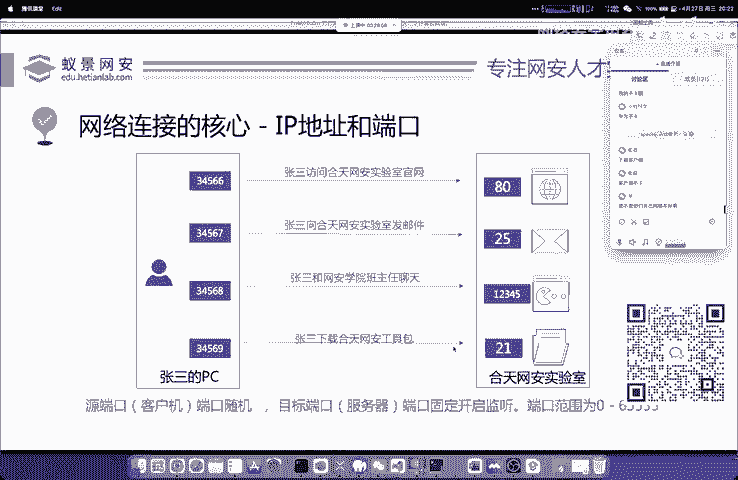 腾讯课堂 Edit
100%
4月27日 周三 20:22
蚁景网安
edu.hetianlab.com
专注网安人才
讨论区
网络连接的核心 - IP地址和端口
34566
张三访问合天网安实验室官网
80
34567
张三向合天网安实验室发邮件
25
34568
张三和网安学院班主任聊天
12345
34569
张三下载合天网安工具包
21
张三的PC
合天网安实验室
源端口（客户机）端口随机 ，目标端口（服务器）端口固定开启监听。端口范围为0 - 65535